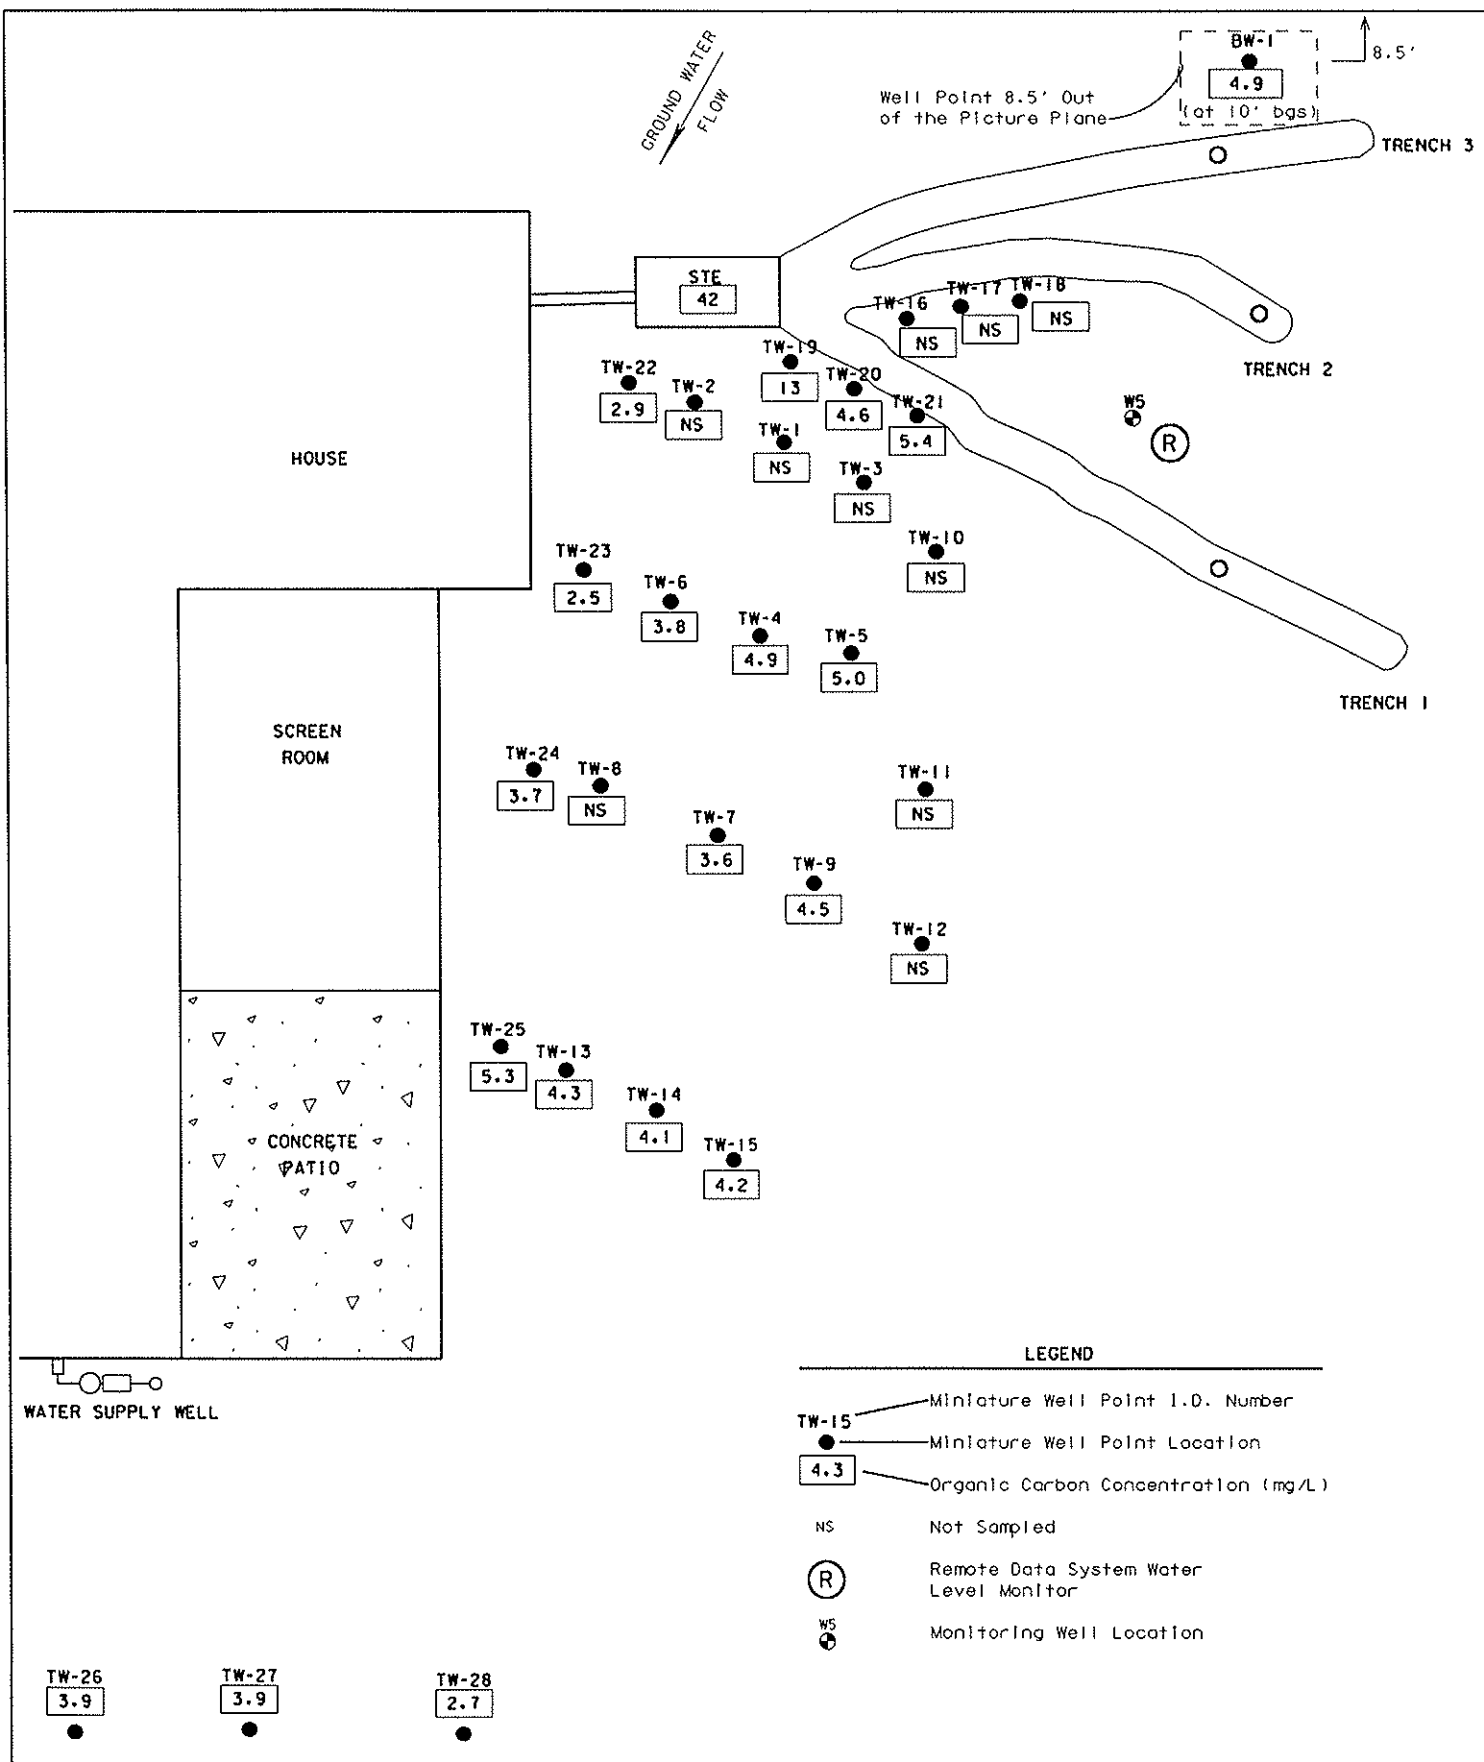 BW-1
8.5'
4.9
(at 10' bgs)
GROUND WATER
FLOW
Well Point 8.5' Out
of the Picture Plane
TRENCH 3
STE
42
TW-16
NS
TW-17
NS
TW-18
NS
TRENCH 2
TW-19
13
TW-20
4.6
TW-21
5.4
TW-22
2.9
TW-2
NS
W5
R
TW-1
NS
TW-3
NS
HOUSE
TW-10
NS
TW-23
2.5
TW-6
3.8
TW-4
4.9
TW-5
5.0
TRENCH 1
SCREEN
ROOM
TW-24
3.7
TW-8
NS
TW-11
NS
TW-7
3.6
TW-9
4.5
TW-12
NS
TW-25
5.3
TW-13
4.3
TW-14
4.1
TW-15
4.2
CONCRETE
PATIO
WATER SUPPLY WELL
LEGEND
Miniature Well Point I.D. Number
TW-15
Miniature Well Point Location
4.3
Organic Carbon Concentration (mg/L)
NS Not Sampled
R Remote Data System Water
Level Monitor
W5 Monitoring Well Location
TW-26
3.9
TW-27
3.9
TW-28
2.7